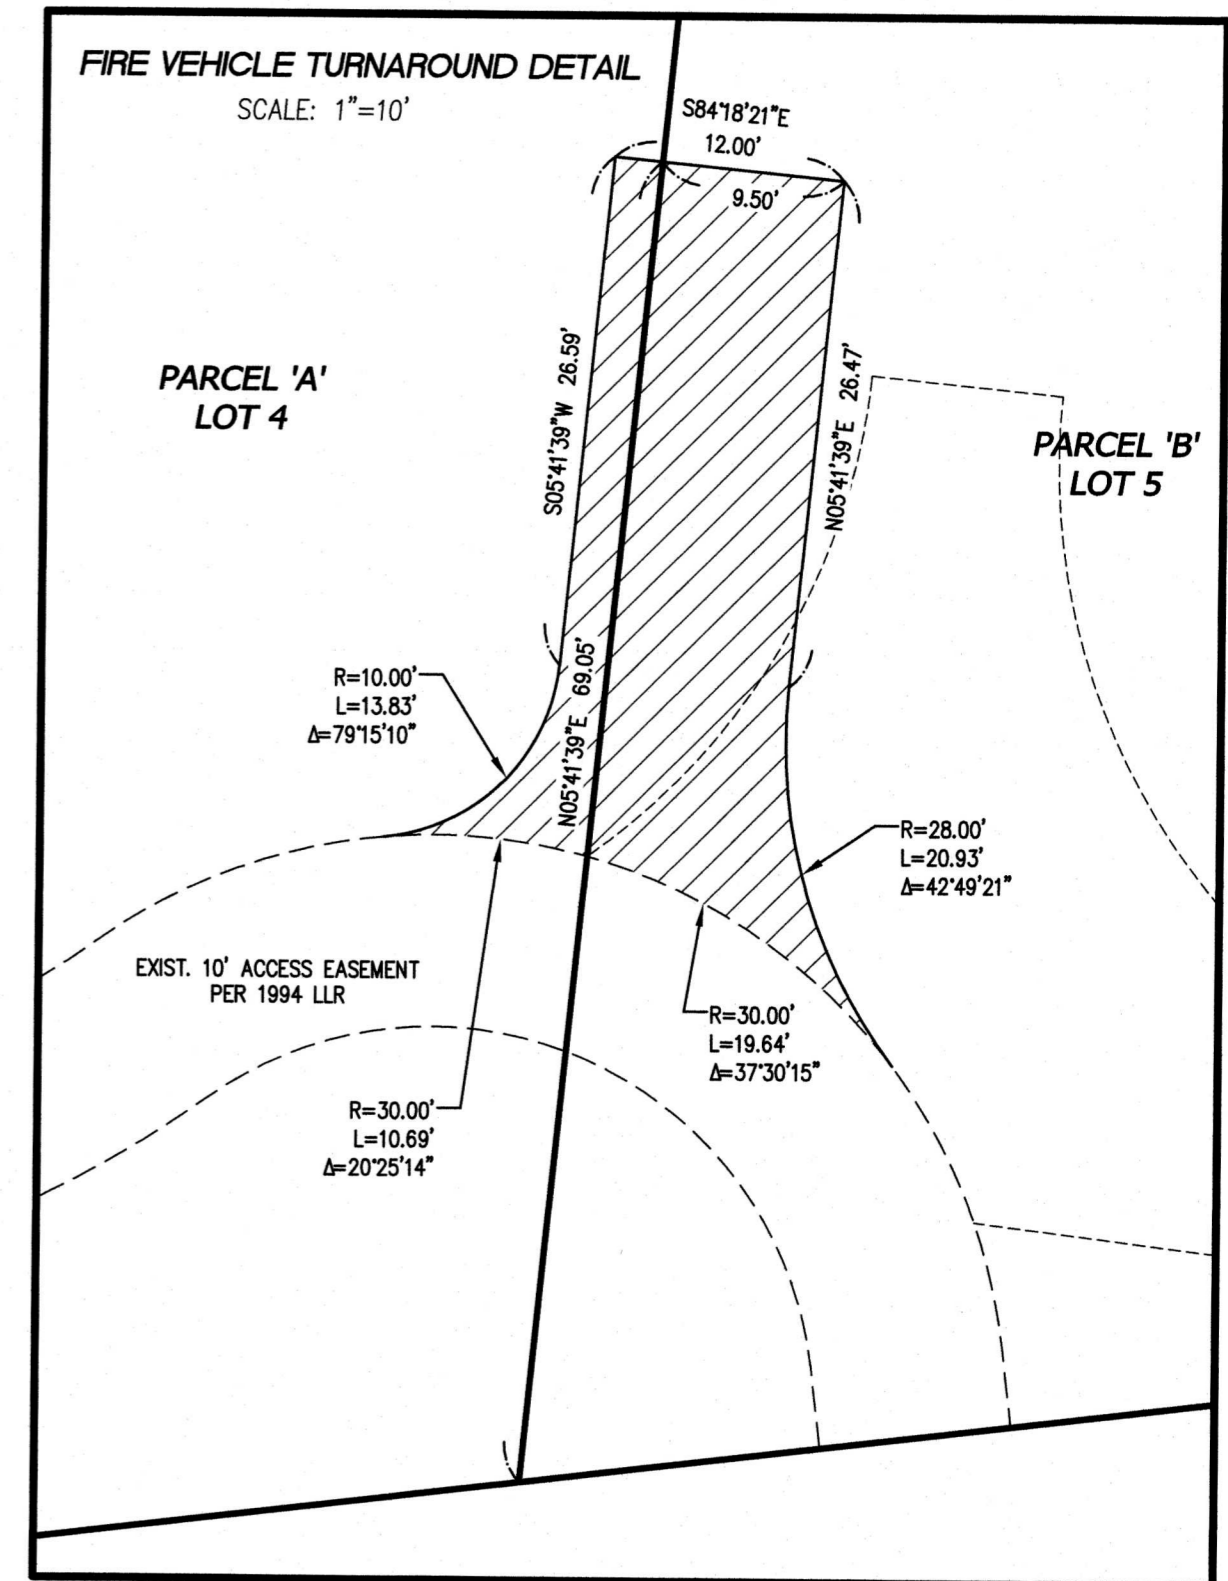 FIRE VEHICLE TURNAROUND DETAIL
SCALE: 1"=10'
S84°18'21"E
12.00'
9.50'
S05°41'39"W 26.59'
N05°41'39"E 26.47'
PARCEL 'A'
LOT 4
PARCEL 'B'
LOT 5
N05°41'39"E 69.05'
R=10.00'
L=13.83'
Δ=79°15'10"
R=28.00'
L=20.93'
Δ=42°49'21"
EXIST. 10' ACCESS EASEMENT
PER 1994 LLR
R=30.00'
L=19.64'
Δ=37°30'15"
R=30.00'
L=10.69'
Δ=20°25'14"